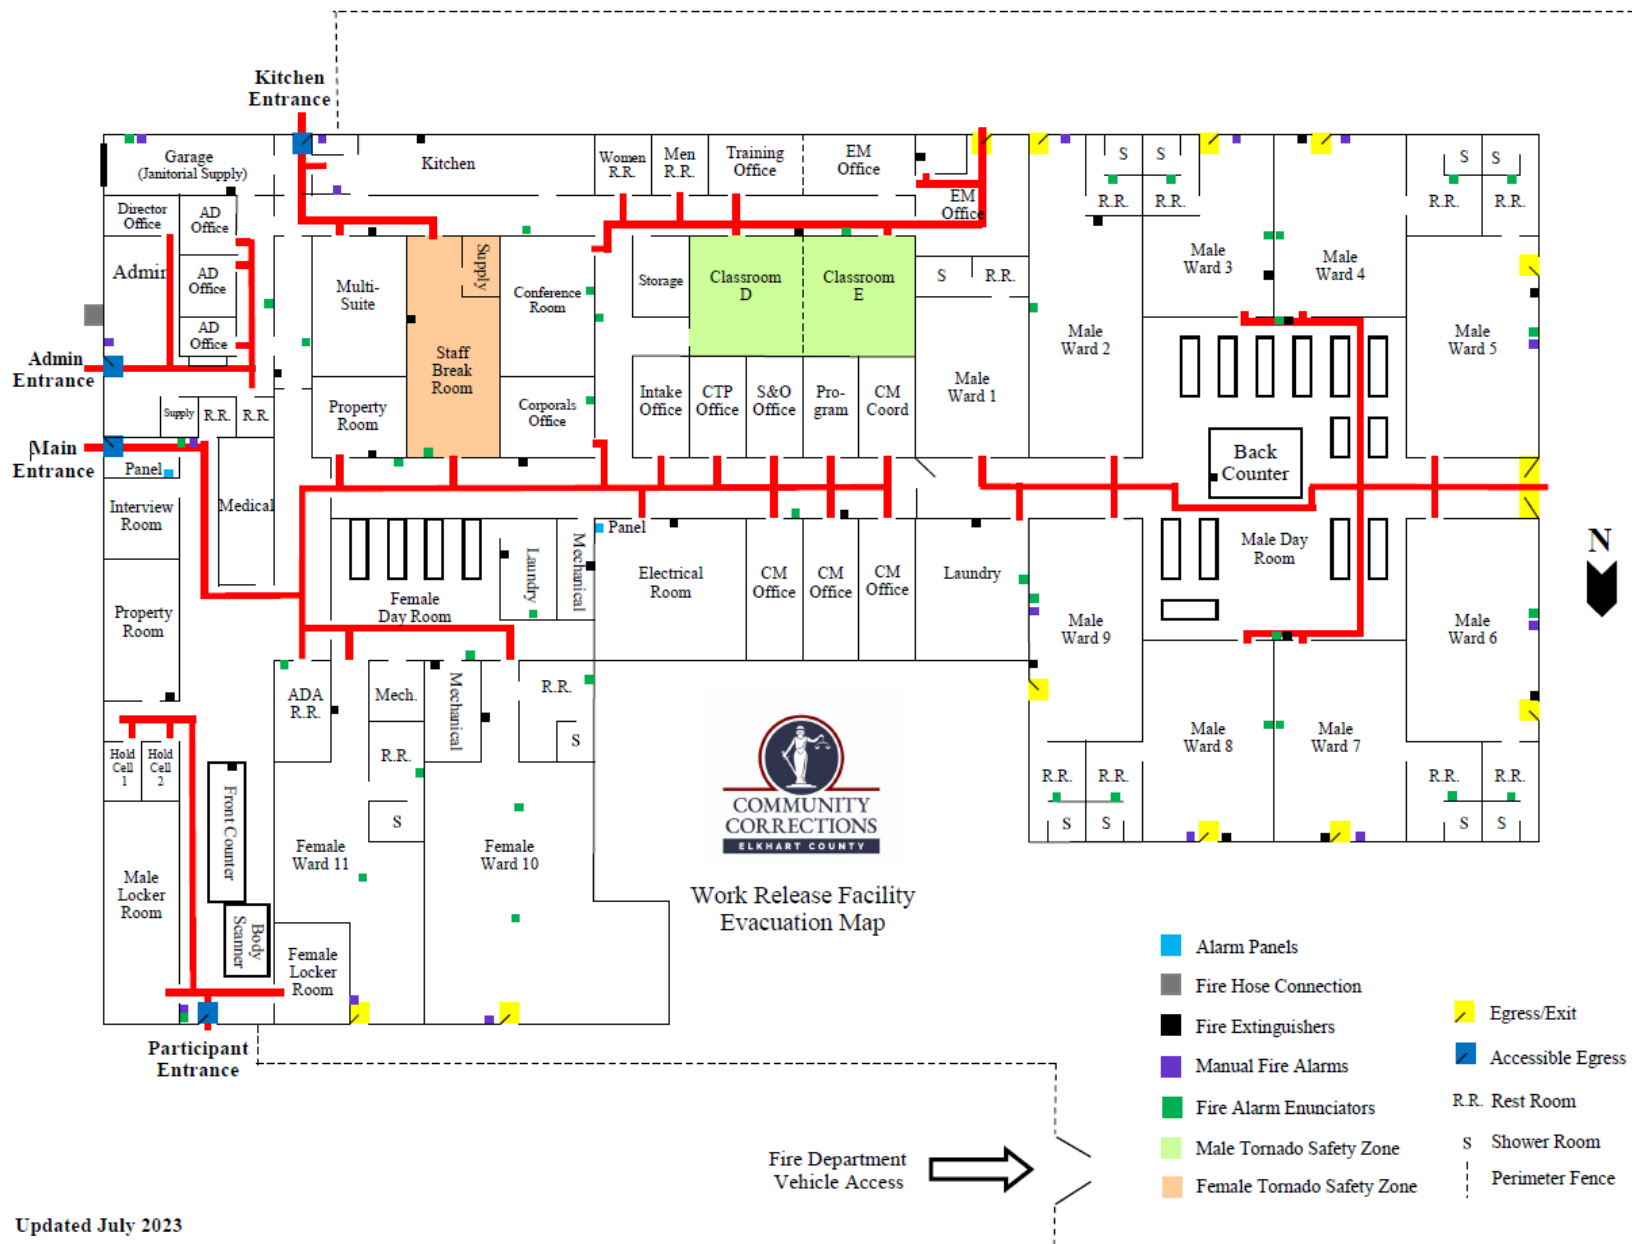 Kitchen
Entrance
Garage
(Janitorial Supply)
Kitchen
Women
R.R.
Men
R.R.
Training
Office
EM
Office
EM
Office
S
S
R.R.
R.R.
S
S
R.R.
R.R.
Director
Office
AD
Office
Admin
AD
Office
AD
Office
Multi-
Suite
Supply
Staff
Break
Room
Conference
Room
Storage
Classroom
D
Classroom
E
S
R.R.
Male
Ward 2
Male
Ward 3
Male
Ward 4
Male
Ward 5
Admin
Entrance
Supply
R.R.
R.R.
Property
Room
Corporals
Office
Intake
Office
CTP
Office
S&O
Office
Pro-
gram
CM
Coord
Male
Ward 1
Back
Counter
Main
Entrance
Panel
Interview
Room
Medical
Property
Room
Female
Day Room
Laundry
Mechanical
Panel
Electrical
Room
CM
Office
CM
Office
CM
Office
Laundry
Male
Ward 9
Male Day
Room
Male
Ward 6
N
ADA
R.R.
Mech.
Mechanical
R.R.
R.R.
S
S
Hold
Cell
1
Hold
Cell
2
Front Counter
Body
Scanner
Male
Locker
Room
Female
Ward 11
Female
Ward 10
Female
Locker
Room
Male
Ward 8
Male
Ward 7
R.R.
R.R.
S
S
R.R.
R.R.
S
S
COMMUNITY
CORRECTIONS
ELKHART COUNTY
Work Release Facility
Evacuation Map
Participant
Entrance
Alarm Panels
Fire Hose Connection
Fire Extinguishers
Manual Fire Alarms
Fire Alarm Enunciators
Male Tornado Safety Zone
Female Tornado Safety Zone
Egress/Exit
Accessible Egress
R.R. Rest Room
S Shower Room
Perimeter Fence
Fire Department
Vehicle Access
Updated July 2023